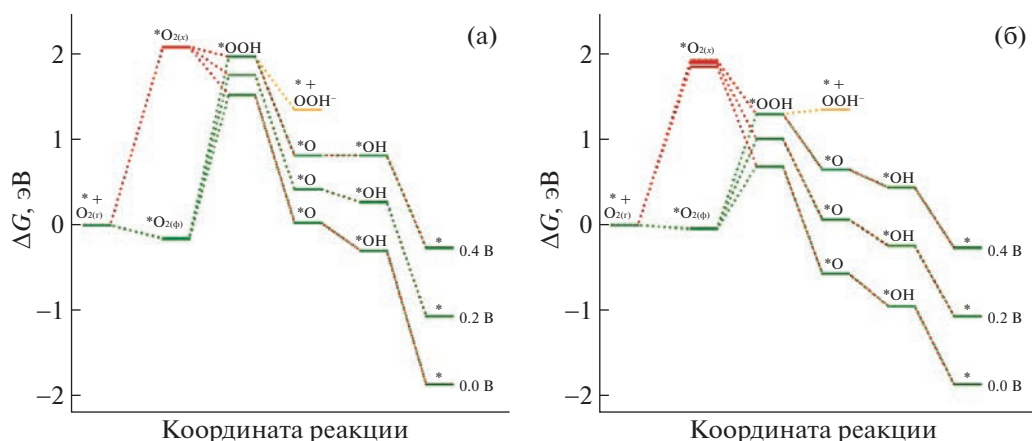 (а)
ΔG, эВ
2
1
0
−1
−2
* +
O2(г)
*O2(х)
*O2(ф)
*OOH
* +
OOH−
*O
*OH
*O
*OH
*O
*OH
* 0.4 В
* 0.2 В
* 0.0 В
Координата реакции
(б)
ΔG, эВ
2
1
0
−1
−2
* +
O2(г)
*O2(х)
*O2(ф)
*OOH
* +
OOH−
*O
*OH
*O
*OH
*O
*OH
* 0.4 В
* 0.2 В
* 0.0 В
Координата реакции